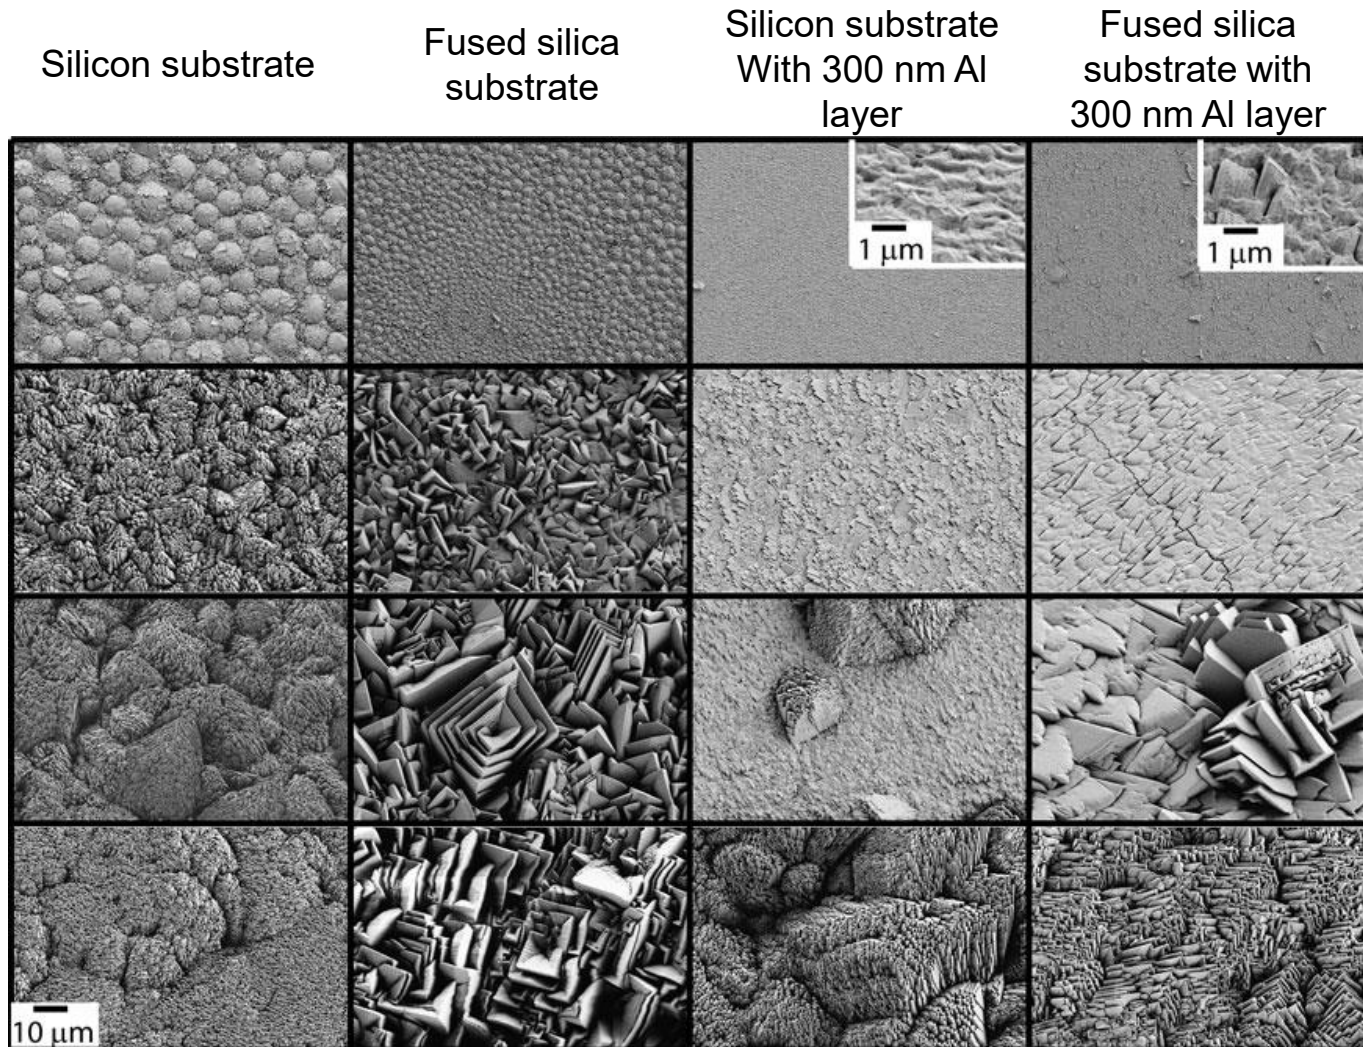 Silicon substrate
Fused silica
substrate
Silicon substrate
With 300 nm Al
layer
Fused silica
substrate with
300 nm Al layer
1 μm
1 μm
10 μm